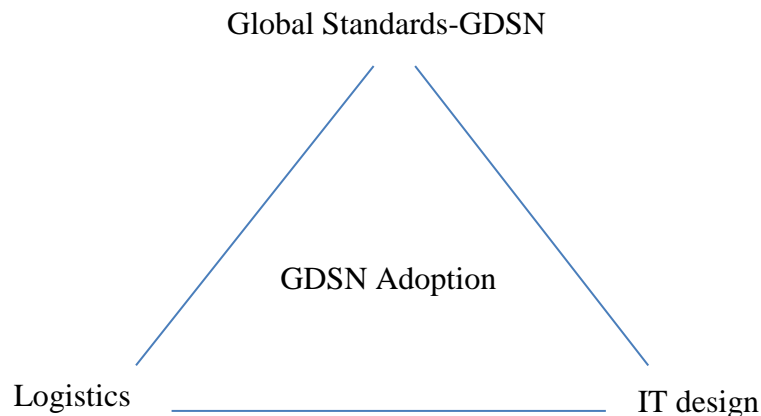 Global Standards-GDSN
GDSN Adoption
Logistics
IT design